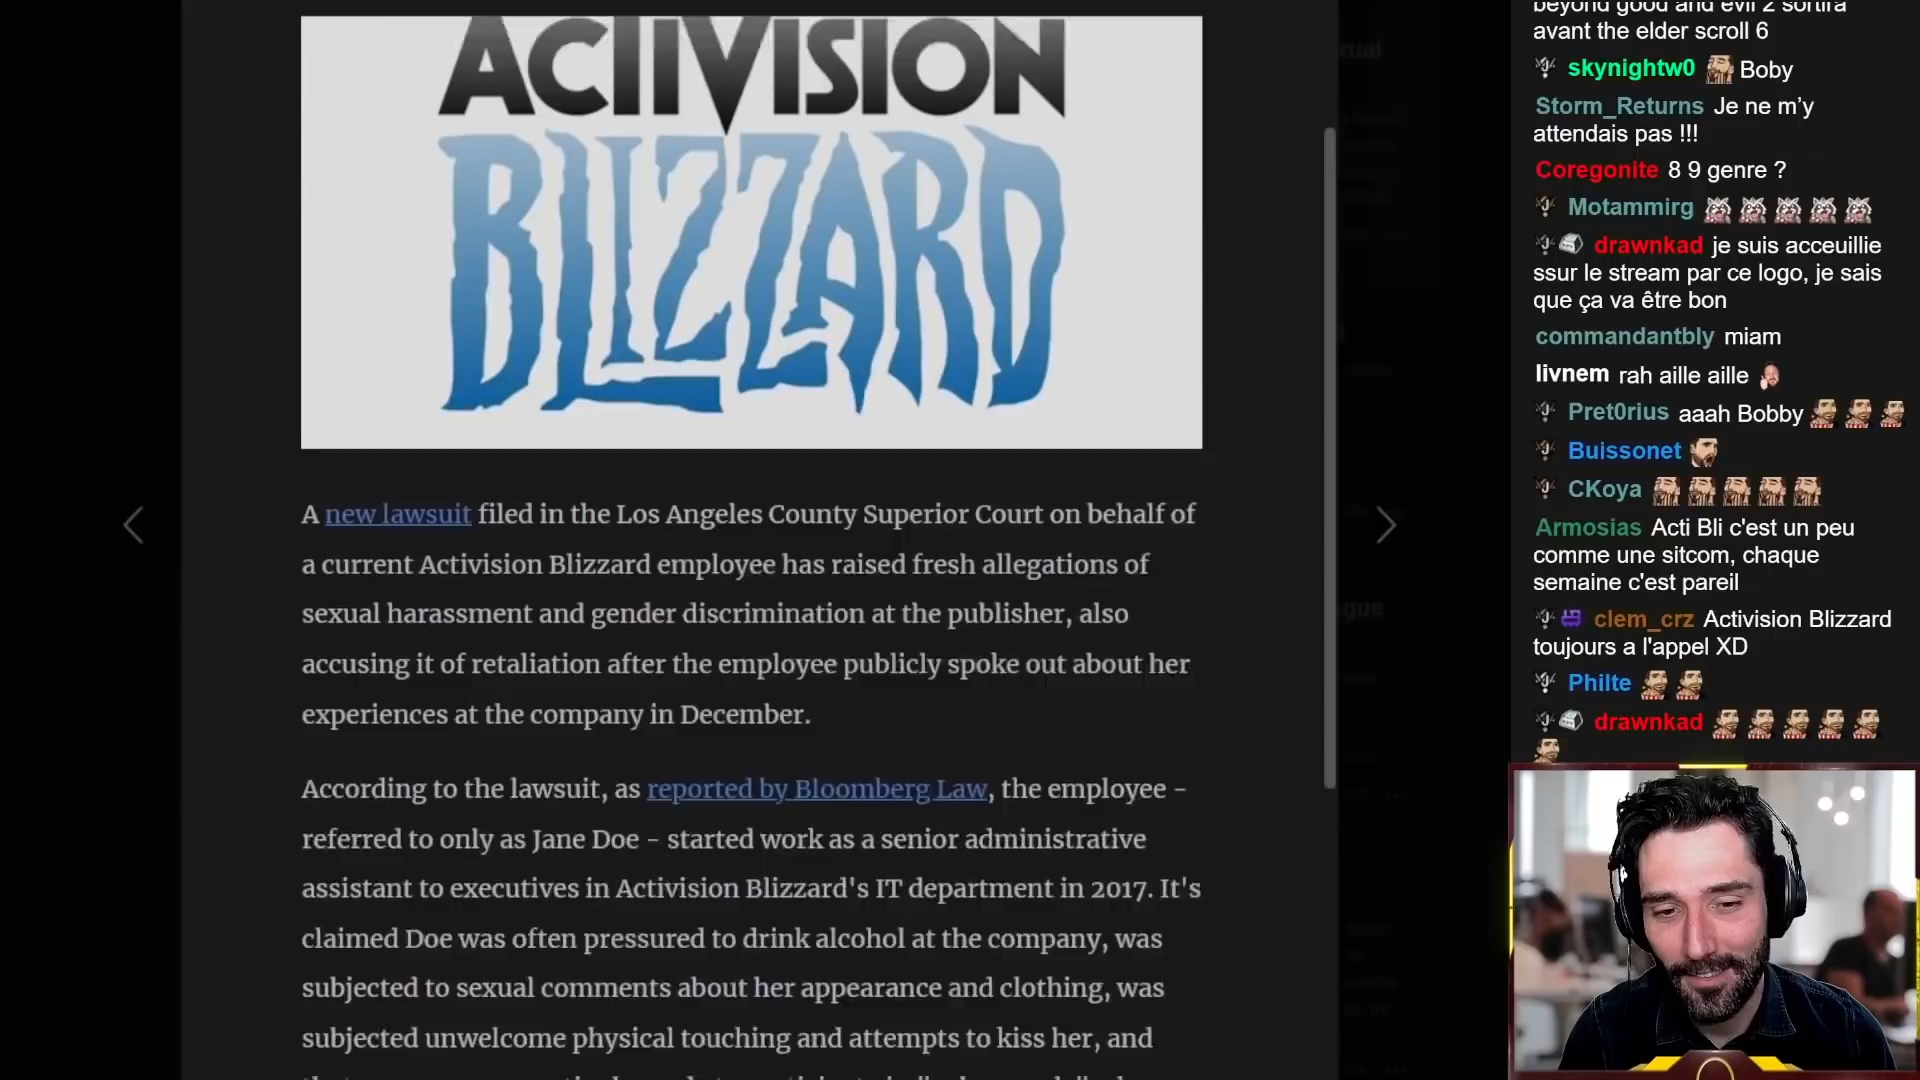 ACTIVISION
BLIZZARD
A new lawsuit filed in the Los Angeles County Superior Court on behalf of
a current Activision Blizzard employee has raised fresh allegations of
sexual harassment and gender discrimination at the publisher, also
accusing it of retaliation after the employee publicly spoke out about her
experiences at the company in December.
According to the lawsuit, as reported by Bloomberg Law, the employee -
referred to only as Jane Doe - started work as a senior administrative
assistant to executives in Activision Blizzard's IT department in 2017. It's
claimed Doe was often pressured to drink alcohol at the company, was
subjected to sexual comments about her appearance and clothing, was
subjected unwelcome physical touching and attempts to kiss her, and
beyond good and evil 2 sortira
avant the elder scroll 6
skynightw0 Boby
Storm_Returns Je ne m’y
attendais pas !!!
Coregonite 8 9 genre ?
Motammirg
drawnkad je suis acceuillie
ssur le stream par ce logo, je sais
que ça va être bon
commandantbly miam
livnem rah aille aille
Pret0rius aaah Bobby
Buissonet
CKoya
Armosias Acti Bli c'est un peu
comme une sitcom, chaque
semaine c'est pareil
clem_crz Activision Blizzard
toujours a l'appel XD
Philte
drawnkad